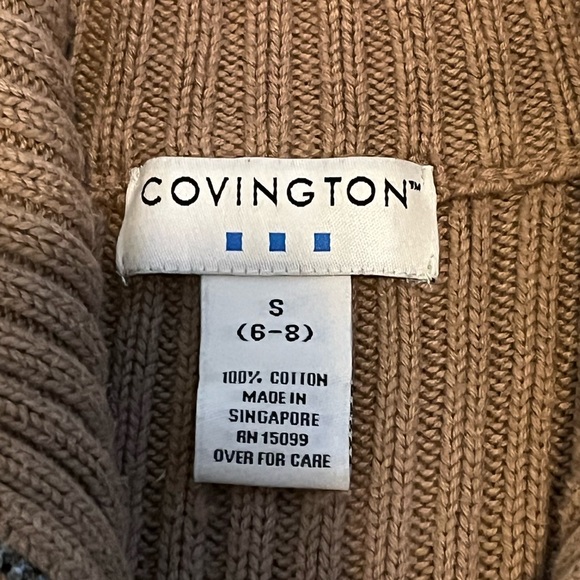 COVINGTON™
S
(6-8)
100% COTTON
MADE IN
SINGAPORE
RN 15099
OVER FOR CARE